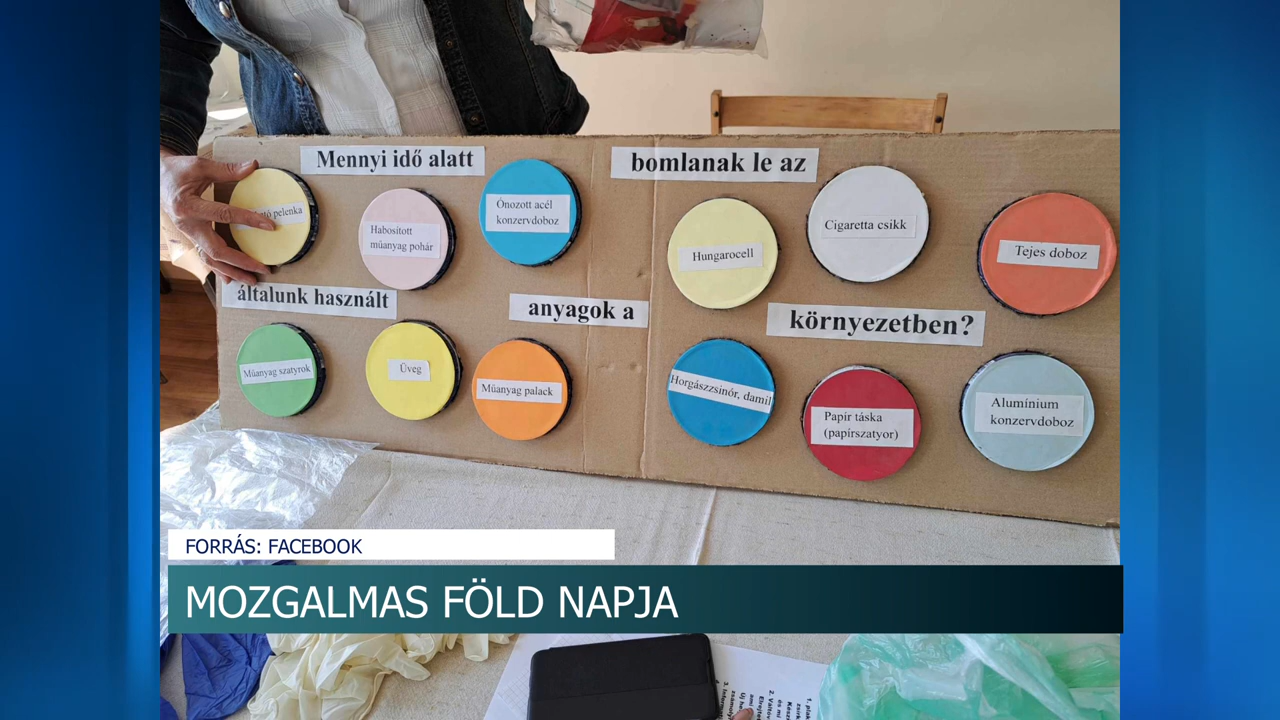 Mennyi idő alatt
bomlanak le az
pelenka
Habosított
műanyag pohár
Ónozott acél
konzervdoboz
Hungarocell
Cigaretta csikk
Tejes doboz
általunk használt
anyagok a
környezetben?
Műanyag szatyrok
Üveg
Műanyag palack
Horgászzsinór, damil
Papír táska
(papírszatyor)
Alumínium
konzervdoboz
FORRÁS: FACEBOOK
MOZGALMAS FÖLD NAPJA